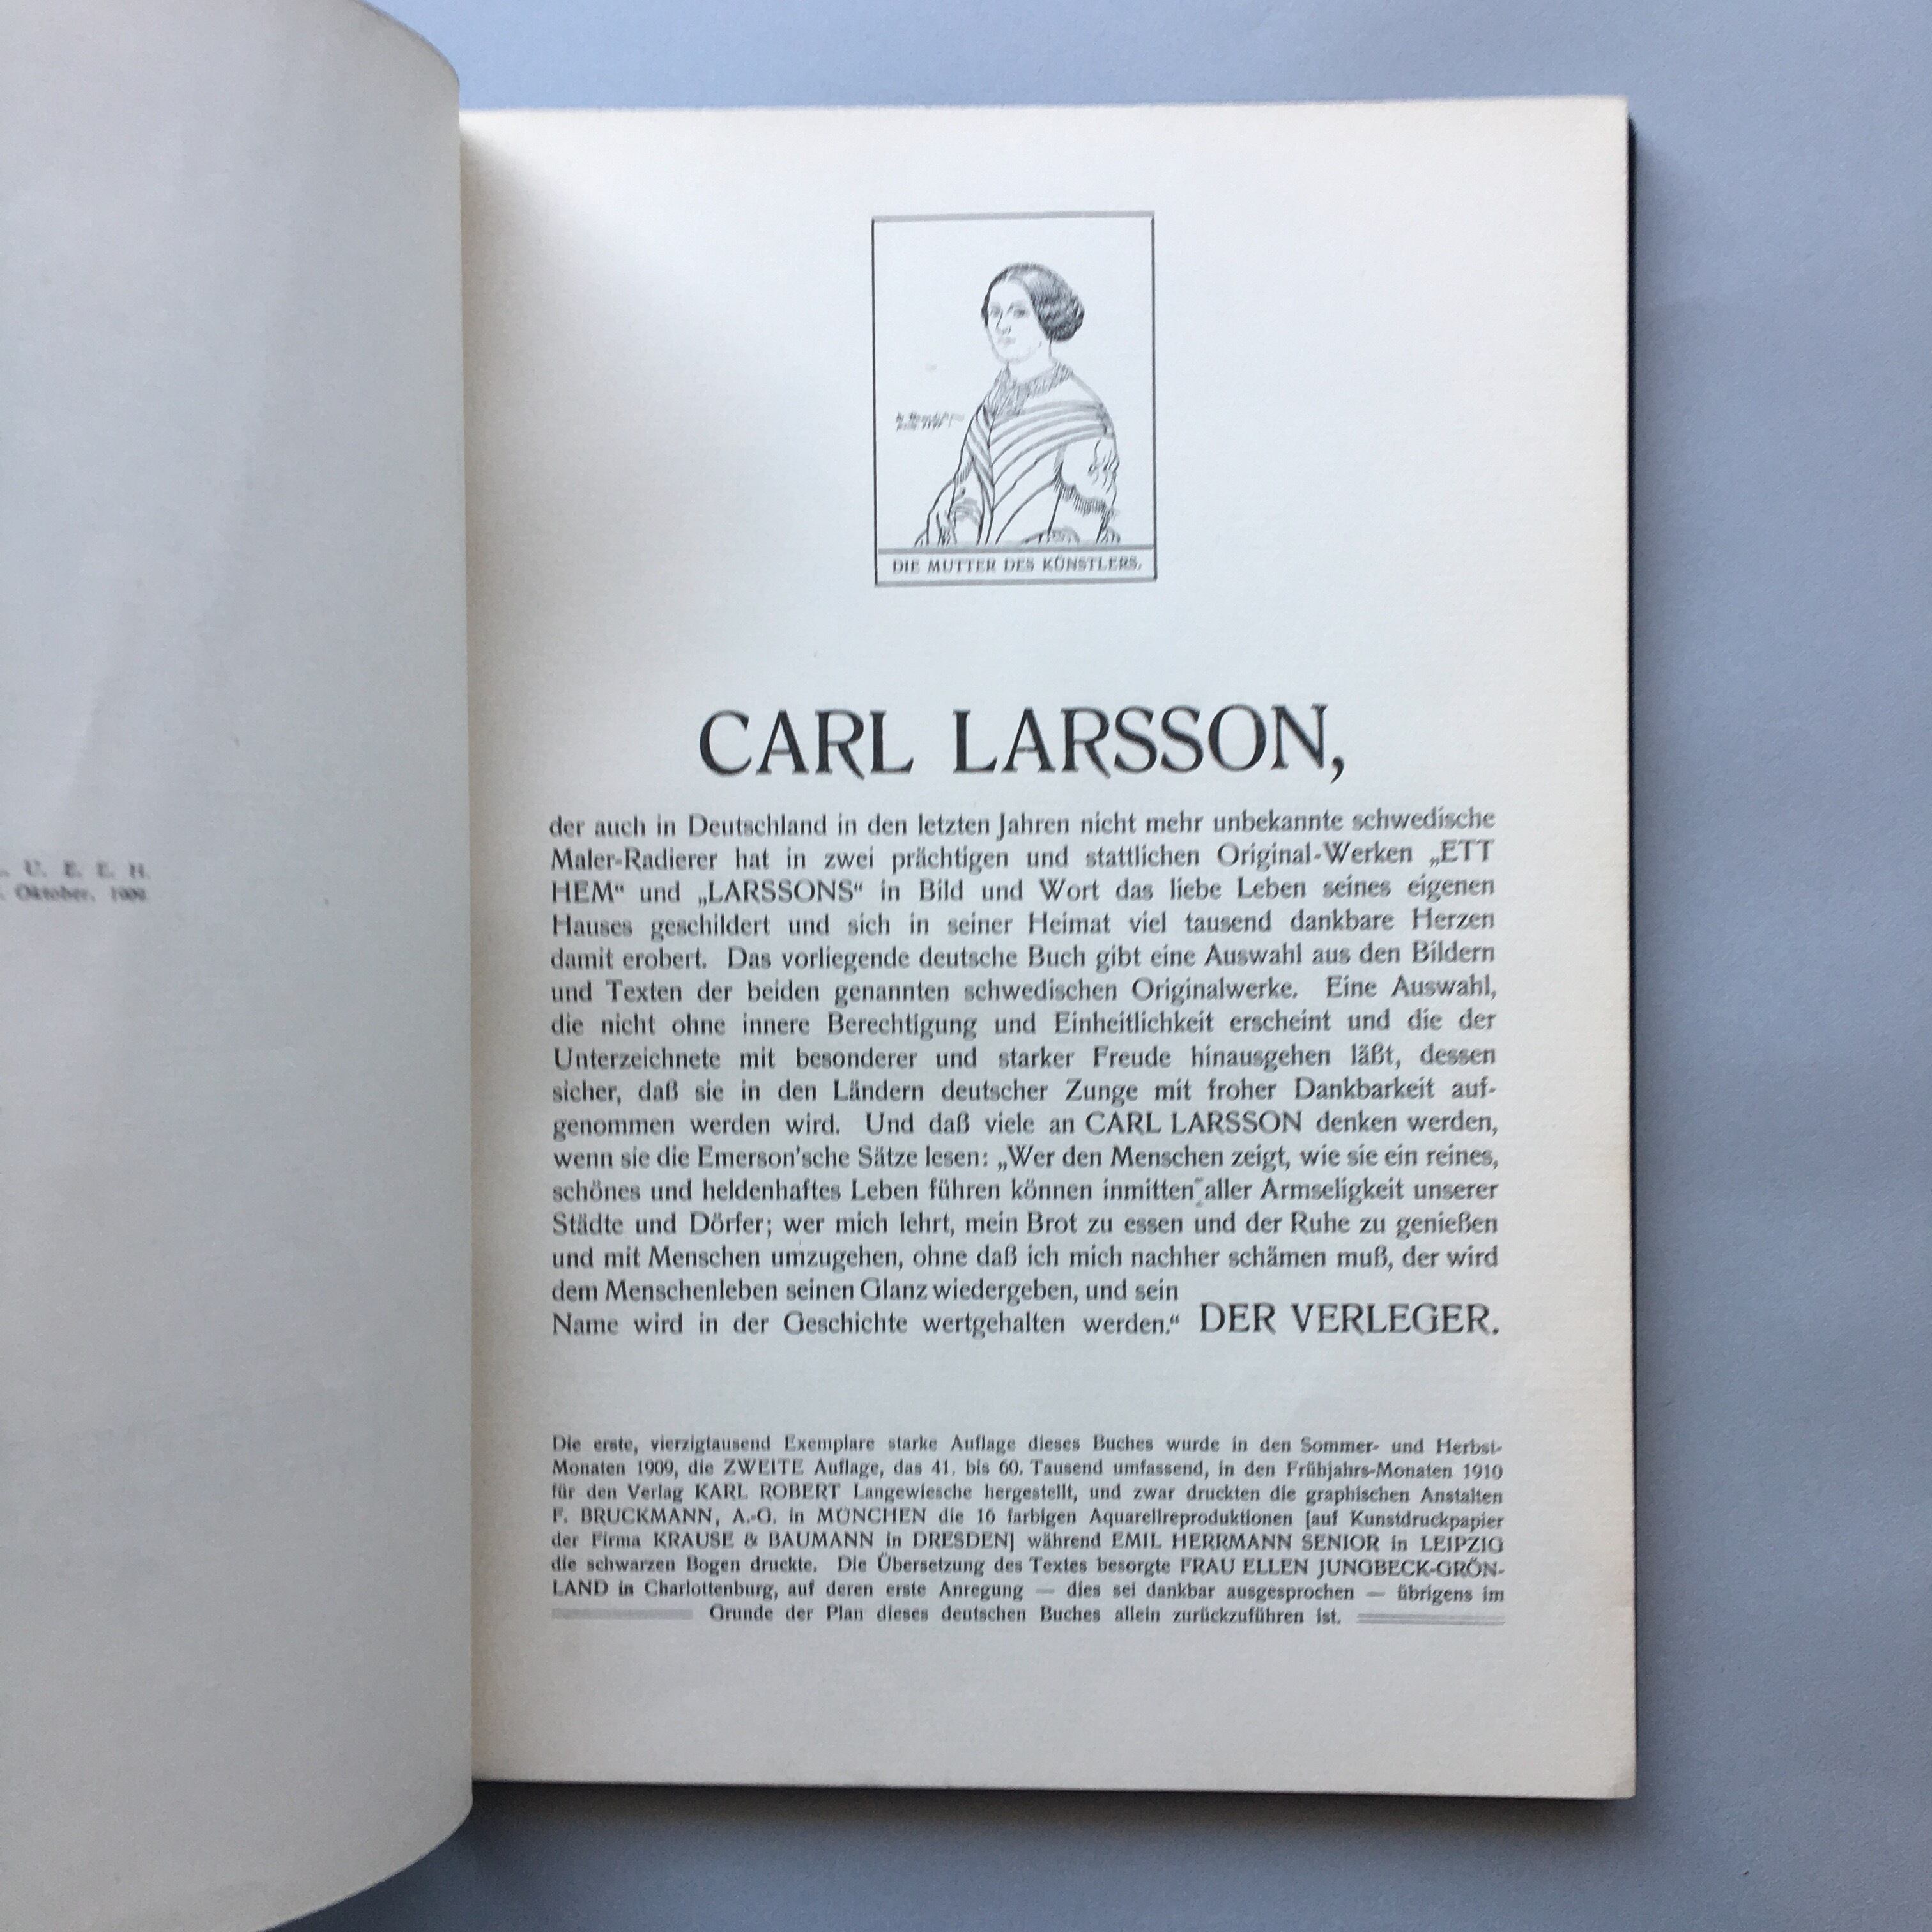 U. E. E. H.
Oktober. 1909
DIE MUTTER DES KÜNSTLERS.
CARL LARSSON,
der auch in Deutschland in den letzten Jahren nicht mehr unbekannte schwedische
Maler-Radierer hat in zwei prächtigen und stattlichen Original-Werken „ETT
HEM“ und „LARSSONS“ in Bild und Wort das liebe Leben seines eigenen
Hauses geschildert und sich in seiner Heimat viel tausend dankbare Herzen
damit erobert. Das vorliegende deutsche Buch gibt eine Auswahl aus den Bildern
und Texten der beiden genannten schwedischen Originalwerke. Eine Auswahl,
die nicht ohne innere Berechtigung und Einheitlichkeit erscheint und die der
Unterzeichnete mit besonderer und starker Freude hinausgehen läßt, dessen
sicher, daß sie in den Ländern deutscher Zunge mit froher Dankbarkeit auf-
genommen werden wird. Und daß viele an CARL LARSSON denken werden,
wenn sie die Emerson'sche Sätze lesen: „Wer den Menschen zeigt, wie sie ein reines,
schönes und heldenhaftes Leben führen können inmitten aller Armseligkeit unserer
Städte und Dörfer; wer mich lehrt, mein Brot zu essen und der Ruhe zu genießen
und mit Menschen umzugehen, ohne daß ich mich nachher schämen muß, der wird
dem Menschenleben seinen Glanz wiedergeben, und sein
Name wird in der Geschichte wertgehalten werden.“ DER VERLEGER.
Die erste, vierzigtausend Exemplare starke Auflage dieses Buches wurde in den Sommer- und Herbst-
Monaten 1909, die ZWEITE Auflage, das 41. bis 60. Tausend umfassend, in den Frühjahrs-Monaten 1910
für den Verlag KARL ROBERT Langewiesche hergestellt, und zwar druckten die graphischen Anstalten
F. BRUCKMANN, A.-G. in MÜNCHEN die 16 farbigen Aquarellreproduktionen [auf Kunstdruckpapier
der Firma KRAUSE & BAUMANN in DRESDEN] während EMIL HERRMANN SENIOR in LEIPZIG
die schwarzen Bogen druckte. Die Übersetzung des Textes besorgte FRAU ELLEN JUNGBECK-GRÖN-
LAND in Charlottenburg, auf deren erste Anregung — dies sei dankbar ausgesprochen — übrigens im
Grunde der Plan dieses deutschen Buches allein zurückzuführen ist.